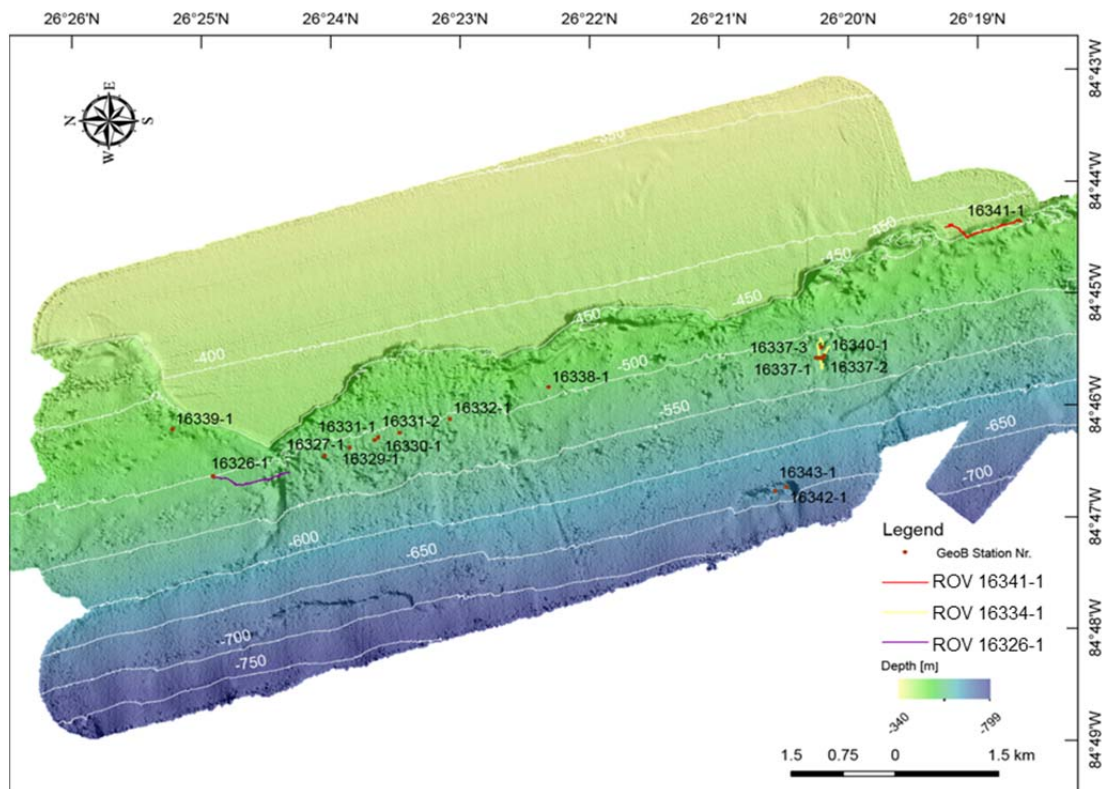 26°26'N 26°25'N 26°24'N 26°23'N 26°22'N 26°21'N 26°20'N 26°19'N
84°43'W
84°44'W
84°45'W
84°46'W
84°47'W
84°48'W
84°49'W
E
N S
W
-350
16341-1
-450
-450
-450
-450
-400
16337-3 16340-1
16337-1 16337-2
16338-1
-500
16332-1
-550
16339-1
16331-1 16331-2
16327-1 16330-1
16329-1
16326-1
-650
-700
16343-1
16342-1
-600
-650
-700
-750
Legend
GeoB Station Nr.
ROV 16341-1
ROV 16334-1
ROV 16326-1
Depth [m]
-340 -799
1.5 0.75 0 1.5 km